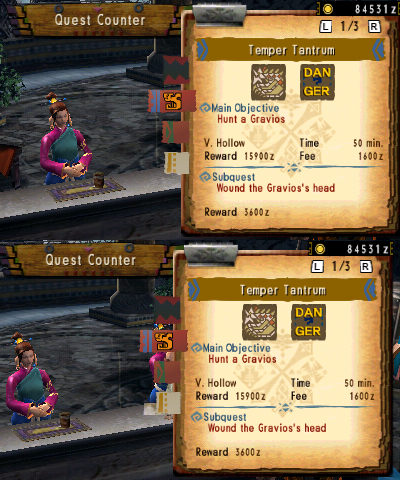 Quest Counter
84531z
L 1/3 R
Temper Tantrum
DAN
?
GER
Main Objective
Hunt a Gravios
V. Hollow Time 50 min.
Reward 15900z Fee 1600z
Subquest
Wound the Gravios's head
Reward 3600z
Quest Counter
84531z
L 1/3 R
Temper Tantrum
DAN
?
GER
Main Objective
Hunt a Gravios
V. Hollow Time 50 min.
Reward 15900z Fee 1600z
Subquest
Wound the Gravios's head
Reward 3600z